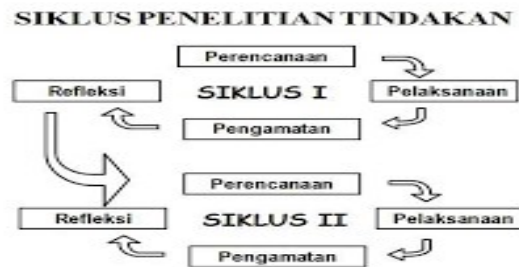 SIKLUS PENELITIAN TINDAKAN
Perencanaan
Refleksi
SIKLUS I
Pelaksanaan
Pengamatan
Perencanaan
Refleksi
SIKLUS II
Pelaksanaan
Pengamatan